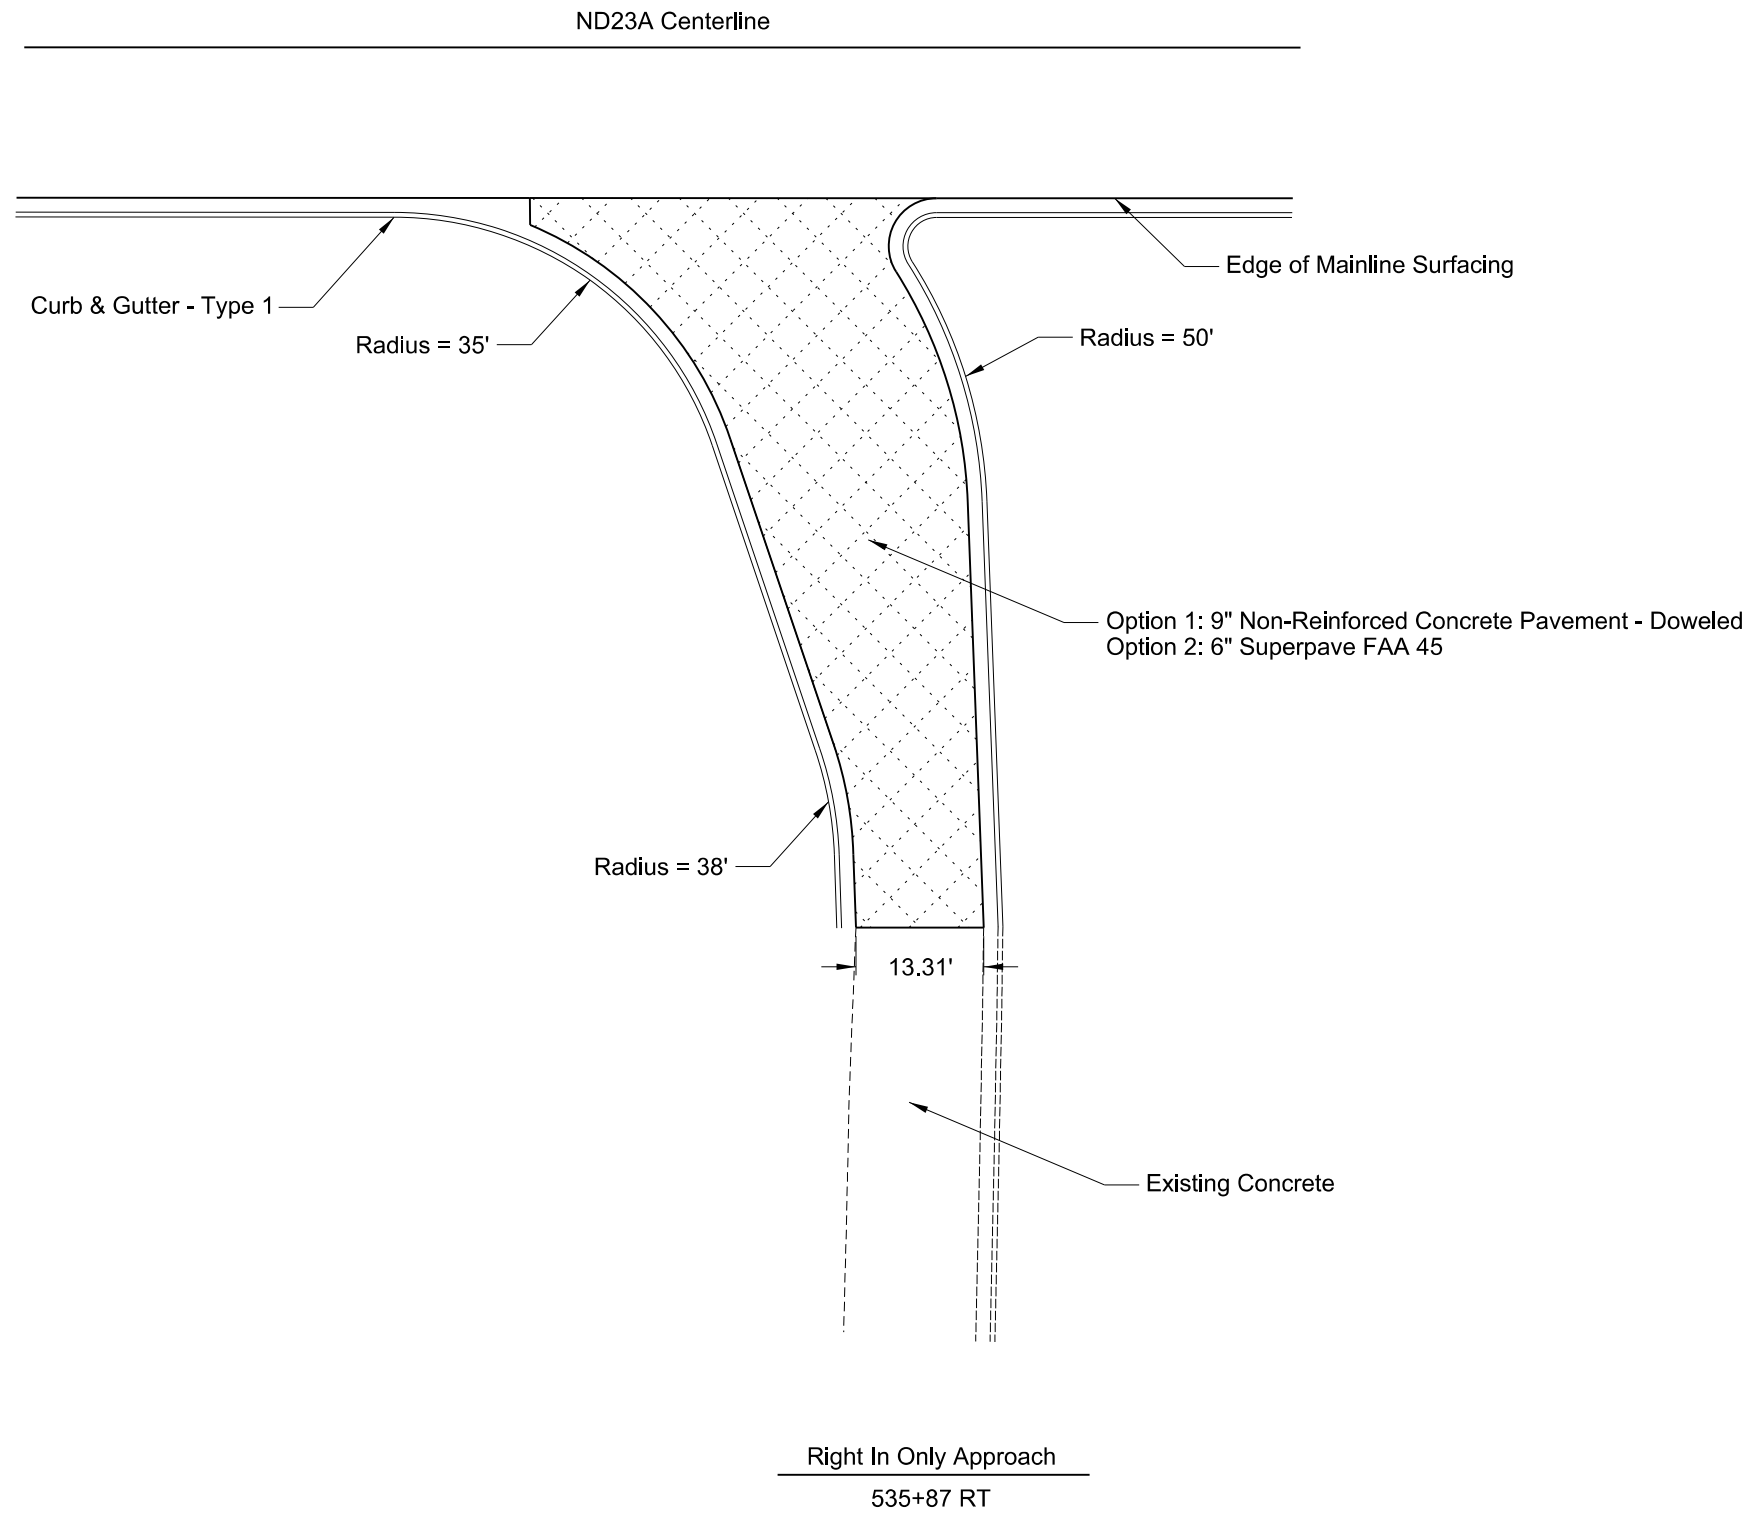 ND23A Centerline
Edge of Mainline Surfacing
Curb & Gutter - Type 1
Radius = 35'
Radius = 50'
Option 1: 9" Non-Reinforced Concrete Pavement - Doweled
Option 2: 6" Superpave FAA 45
Radius = 38'
13.31'
Existing Concrete
Right In Only Approach
535+87 RT